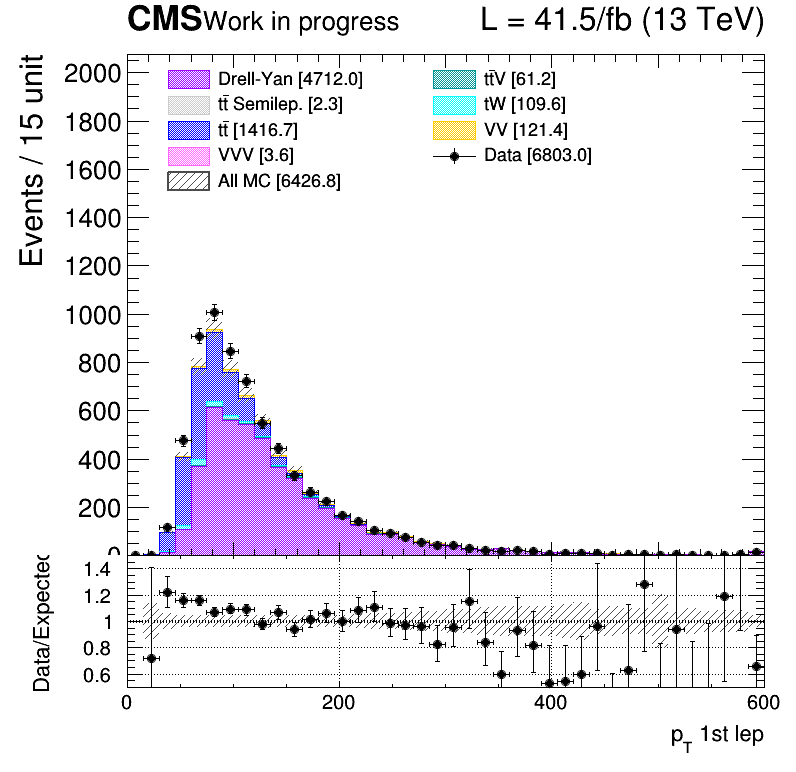 CMS Work in progress L = 41.5/fb (13 TeV)
Events / 15 unit
2000
1800
1600
1400
1200
1000
800
600
400
200
0
Drell-Yan [4712.0]
tt̄ Semilep. [2.3]
tt̄ [1416.7]
VVV [3.6]
All MC [6426.8]
tt̄V [61.2]
tW [109.6]
VV [121.4]
Data [6803.0]
Data/Expected
1.4
1.2
1
0.8
0.6
0 200 400 600
p_T 1st lep